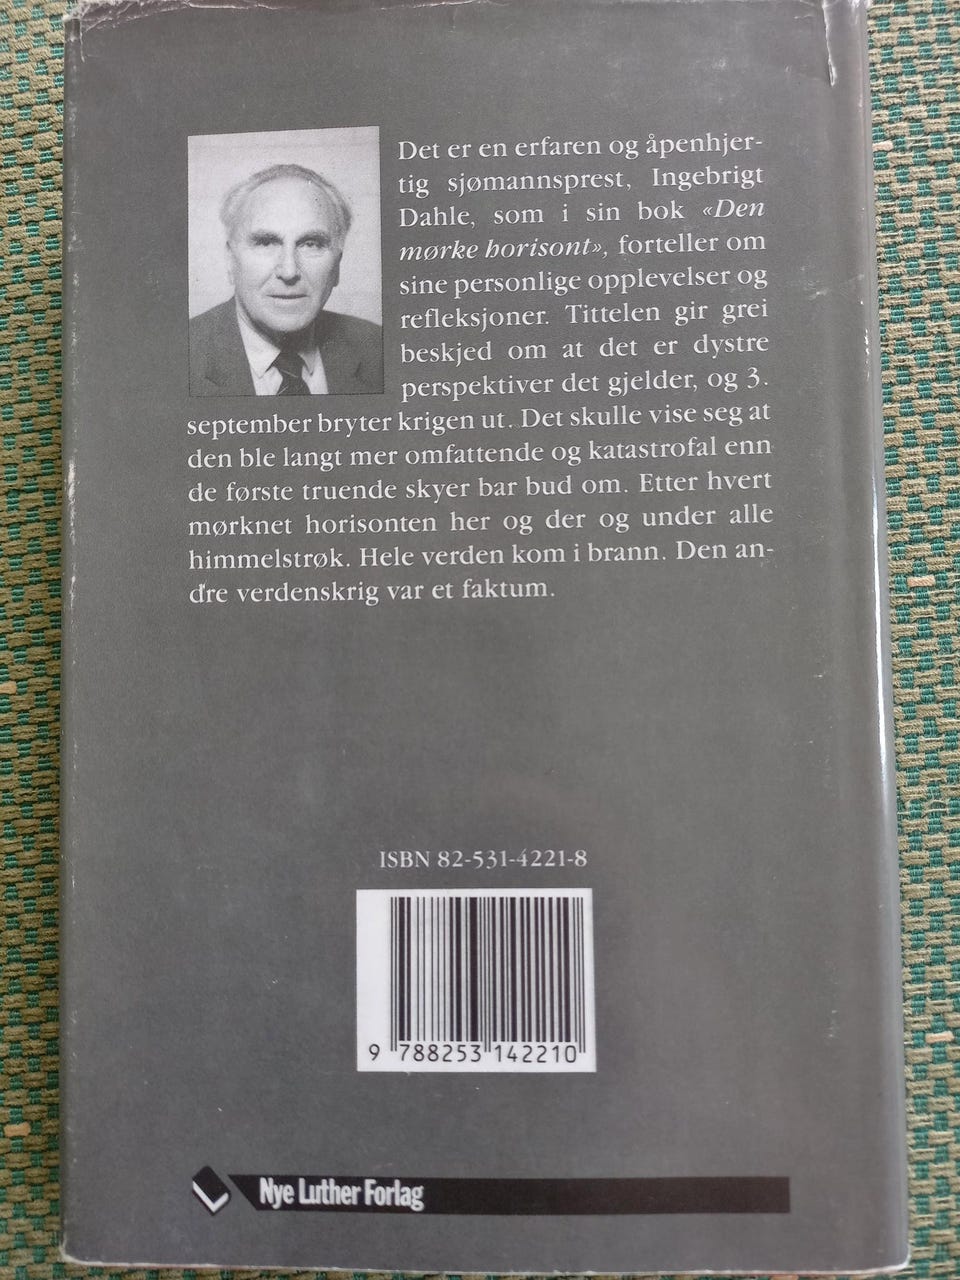 Det er en erfaren og åpenhjer-
tig sjømannsprest, Ingebrigt
Dahle, som i sin bok «Den
mørke horisont», forteller om
sine personlige opplevelser og
refleksjoner. Tittelen gir grei
beskjed om at det er dystre
perspektiver det gjelder, og 3.
september bryter krigen ut. Det skulle vise seg at
den ble langt mer omfattende og katastrofal enn
de første truende skyer bar bud om. Etter hvert
mørknet horisonten her og der og under alle
himmelstrøk. Hele verden kom i brann. Den an-
dre verdenskrig var et faktum.
ISBN 82-531-4221-8
9 788253 142210
Nye Luther Forlag